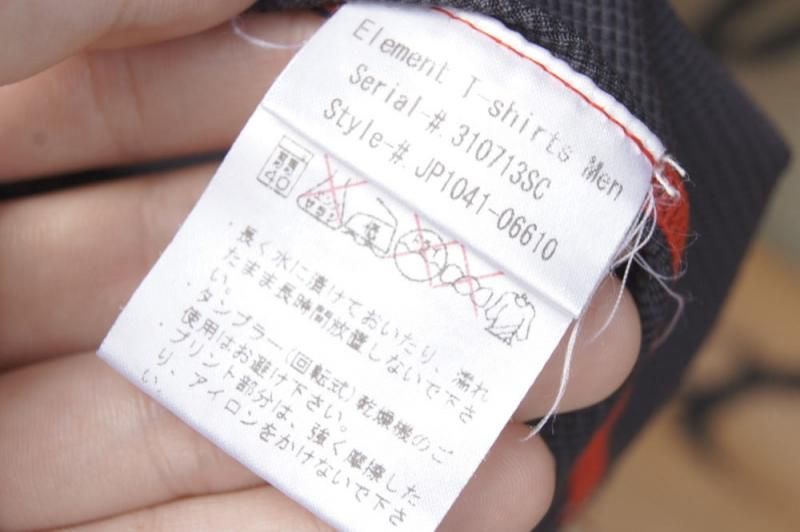 Element T-shirts Men
Serial-# 310713SC
Style-# JP1041-06610
40
・長く水に漬けておいたり、濡れ
たまま長時間放置しないで下さ
い。
・タンブラー(回転式)乾燥機のご
使用はお避け下さい。
・プリント部分は、強く摩擦した
り、アイロンをかけないで下さ
い。